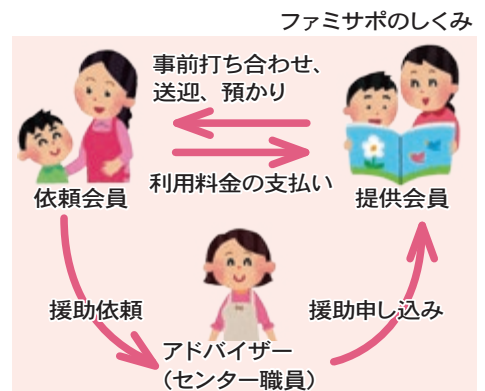 ファミサポのしくみ
事前打ち合わせ、
送迎、預かり
利用料金の支払い
依頼会員
提供会員
援助依頼
援助申し込み
アドバイザー
（センター職員）